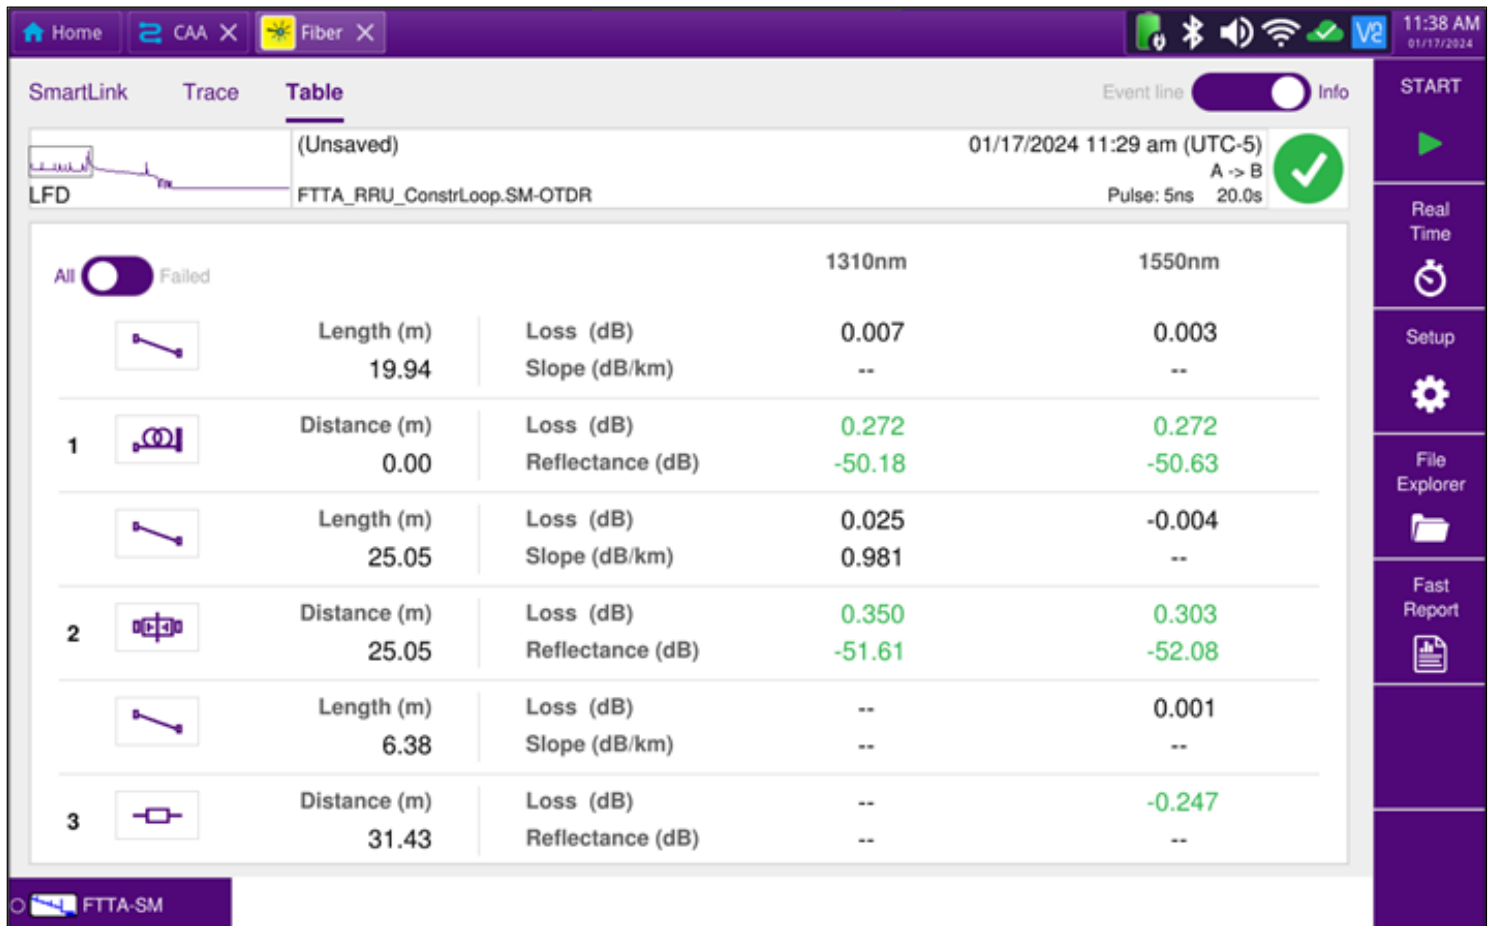 Home CAA Fiber 11:38 AM
01/17/2024
SmartLink Trace Table Event line Info START
(Unsaved) 01/17/2024 11:29 am (UTC-5)
A -> B
LFD FTTA_RRU_ConstrLoop.SM-OTDR Pulse: 5ns 20.0s
Real
Time
All Failed 1310nm 1550nm
Length (m) Loss (dB) 0.007 0.003
19.94 Slope (dB/km) -- --
Setup
1 Distance (m) Loss (dB) 0.272 0.272
0.00 Reflectance (dB) -50.18 -50.63
File
Explorer
Length (m) Loss (dB) 0.025 -0.004
25.05 Slope (dB/km) 0.981 --
Fast
Report
2 Distance (m) Loss (dB) 0.350 0.303
25.05 Reflectance (dB) -51.61 -52.08
Length (m) Loss (dB) -- 0.001
6.38 Slope (dB/km) -- --
3 Distance (m) Loss (dB) -- -0.247
31.43 Reflectance (dB) -- --
FTTA-SM